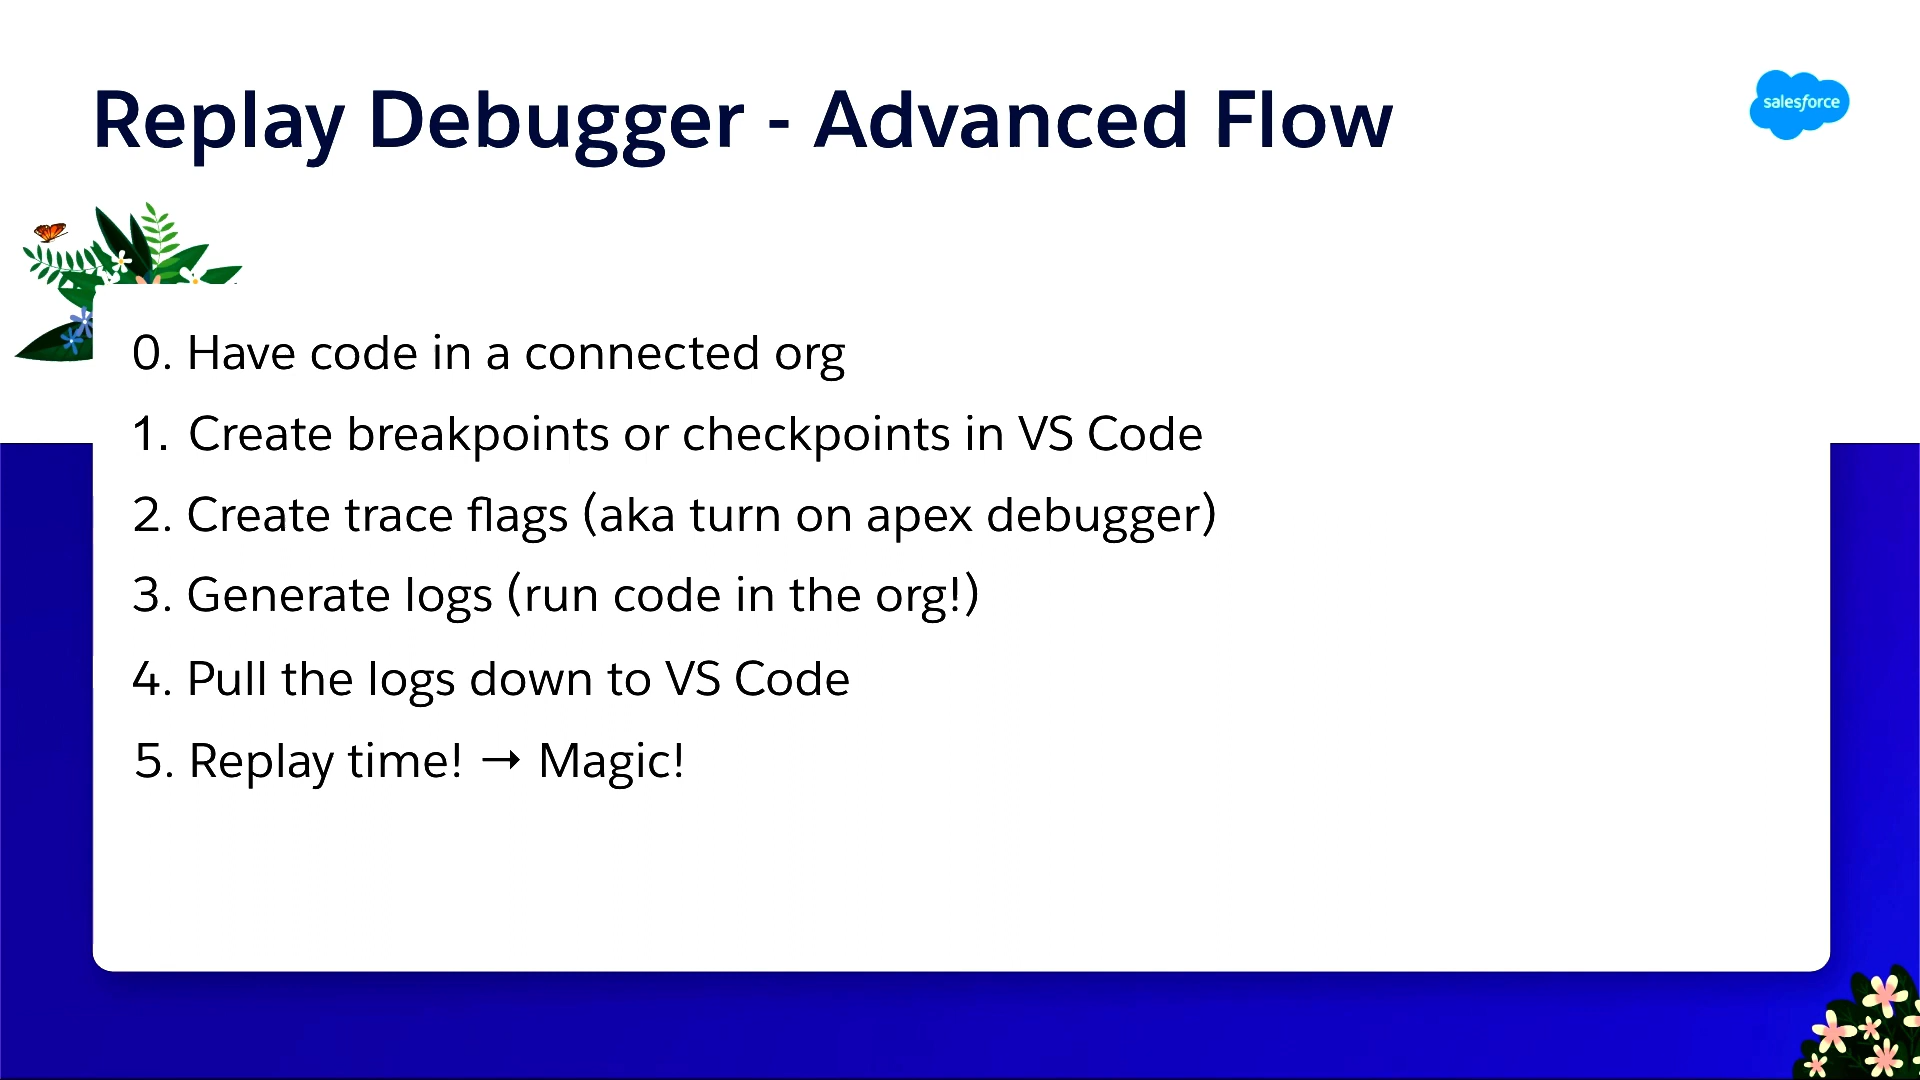 Replay Debugger - Advanced Flow
salesforce
0. Have code in a connected org
1. Create breakpoints or checkpoints in VS Code
2. Create trace flags (aka turn on apex debugger)
3. Generate logs (run code in the org!)
4. Pull the logs down to VS Code
5. Replay time! → Magic!